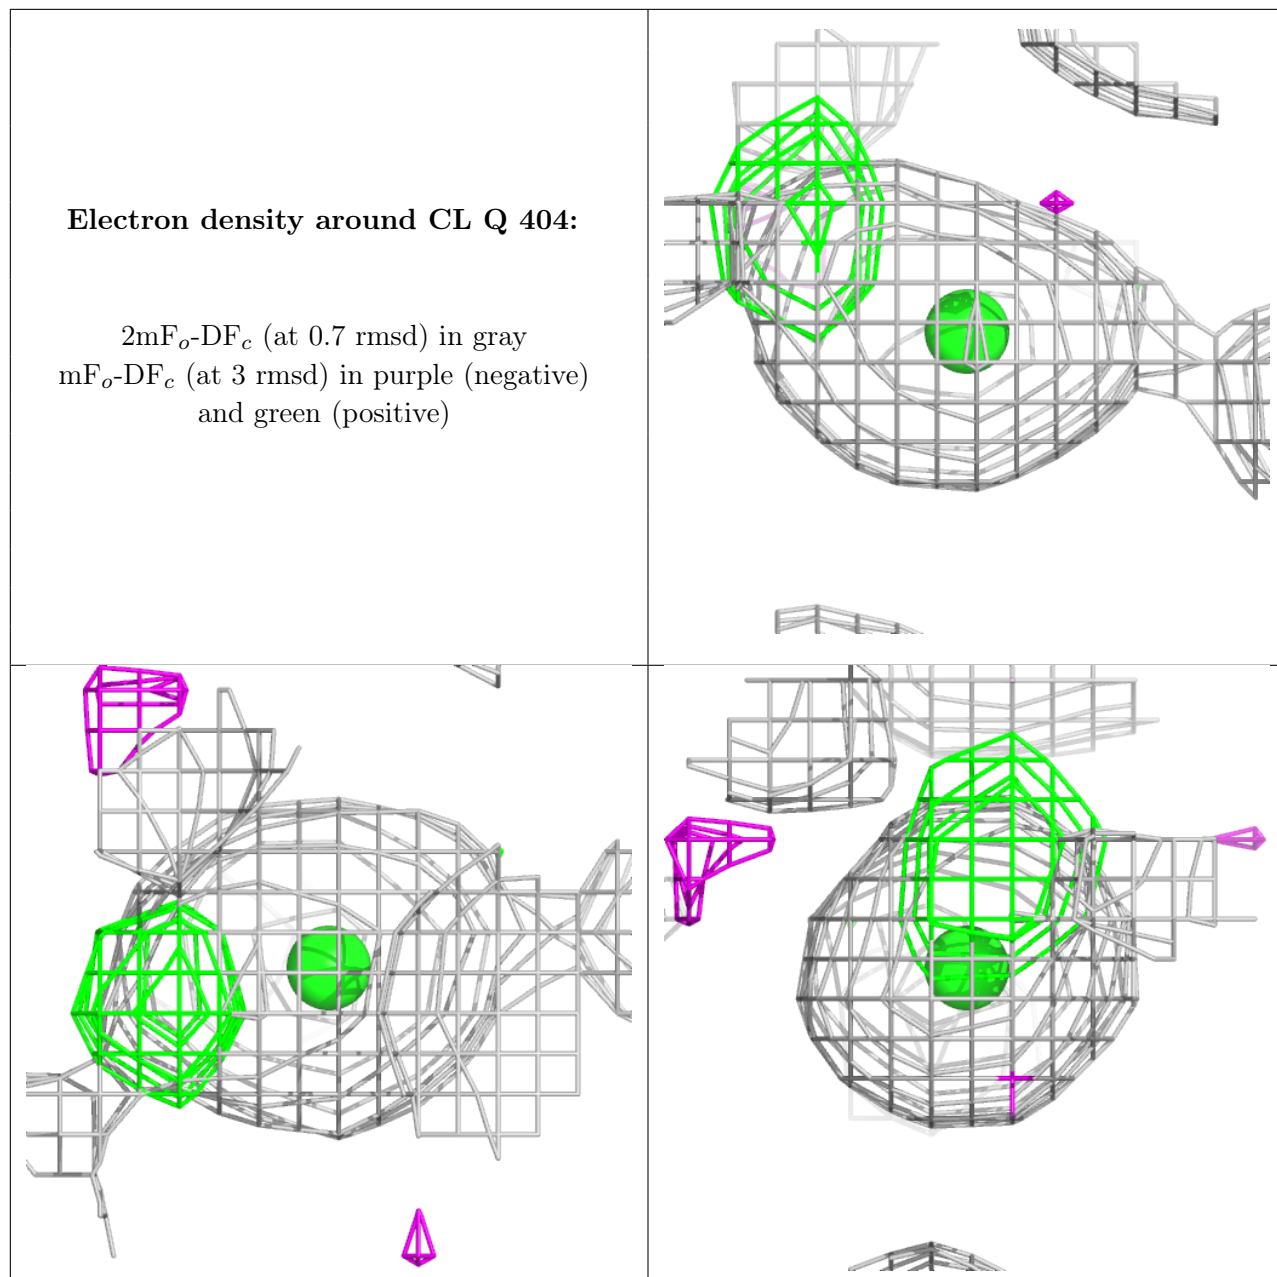 Electron density around CL Q 404:
2mFₒ-DF𝒸 (at 0.7 rmsd) in gray
mFₒ-DF𝒸 (at 3 rmsd) in purple (negative)
and green (positive)